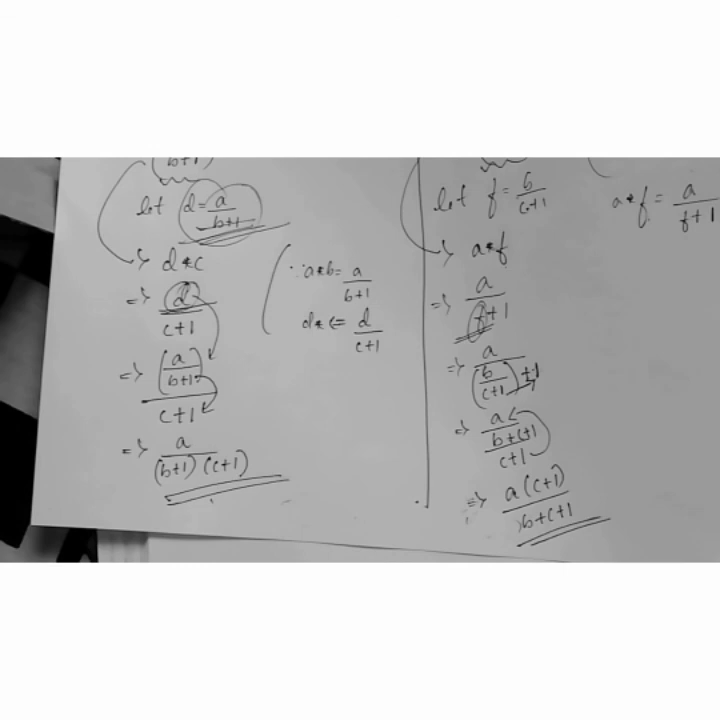 b+1)
let d = a/(b+1)
=> d*c
=> d/(c+1)
=> (a/(b+1))/(c+1)
=> a/((b+1)(c+1))
∵ a*b = a/(b+1)
d*c = d/(c+1)
let f = b/(c+1)
=> a*f
=> a/(f+1)
=> a/((b/(c+1))+1)
=> a/((b+c+1)/(c+1))
=> a(c+1)/(b+c+1)
a*f = a/(f+1)